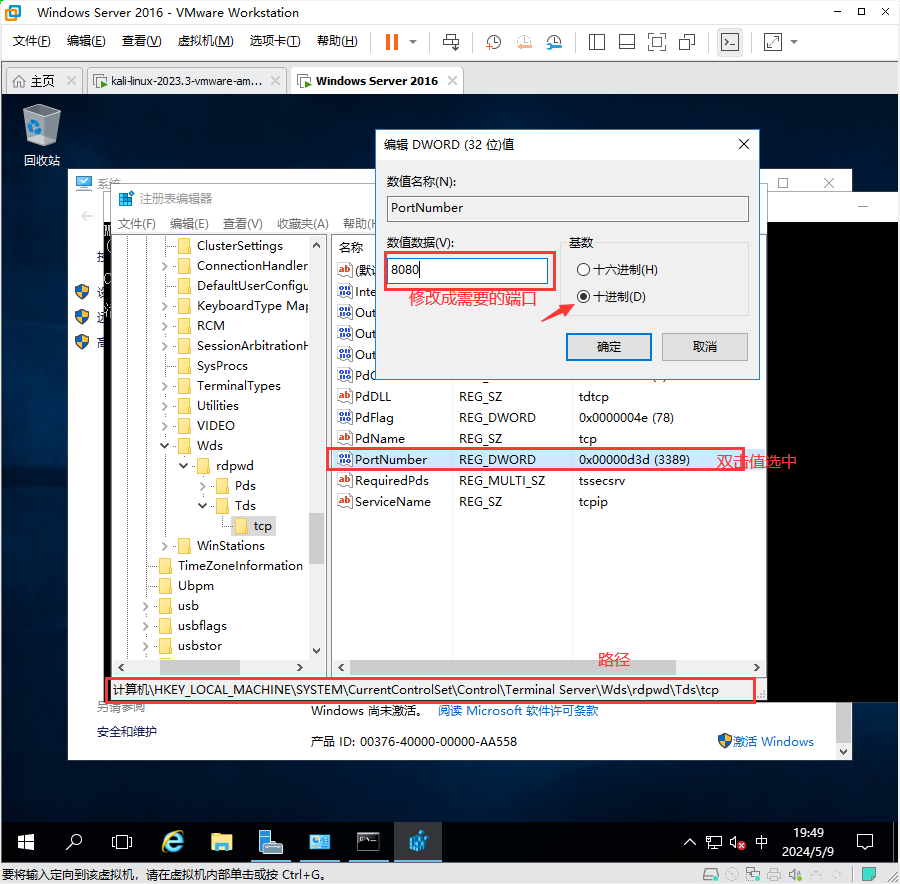 Windows Server 2016 - VMware Workstation
文件(F) 编辑(E) 查看(V) 虚拟机(M) 选项卡(T) 帮助(H)
主页 kali-linux-2023.3-vmware-am... Windows Server 2016
回收站
系统
注册表编辑器
文件(F) 编辑(E) 查看(V) 收藏夹(A) 帮助(H
编辑 DWORD (32 位)值
数值名称(N):
PortNumber
数值数据(V):
8080
修改成需要的端口
基数
十六进制(H)
十进制(D)
确定 取消
ClusterSettings
ConnectionHandler
DefaultUserConfigu
KeyboardType Map
RCM
SessionArbitrationH
SysProcs
TerminalTypes
Utilities
VIDEO
Wds
rdpwd
Pds
Tds
tcp
WinStations
TimeZoneInformation
Ubpm
usb
usbflags
usbstor
名称
(默认
Inte
Out
Out
Out
PdC
PdDLL REG_SZ tdtcp
PdFlag REG_DWORD 0x0000004e (78)
PdName REG_SZ tcp
PortNumber REG_DWORD 0x00000d3d (3389)
双击值选中
RequiredPds REG_MULTI_SZ tssecsrv
ServiceName REG_SZ tcpip
路径
计算机\HKEY_LOCAL_MACHINE\SYSTEM\CurrentControlSet\Control\Terminal Server\Wds\rdpwd\Tds\tcp
另请参阅
安全和维护
Windows 尚未激活。 阅读 Microsoft 软件许可条款
产品 ID: 00376-40000-00000-AA558
激活 Windows
中
19:49
2024/5/9
要将输入定向到该虚拟机，请在虚拟机内部单击或按 Ctrl+G。